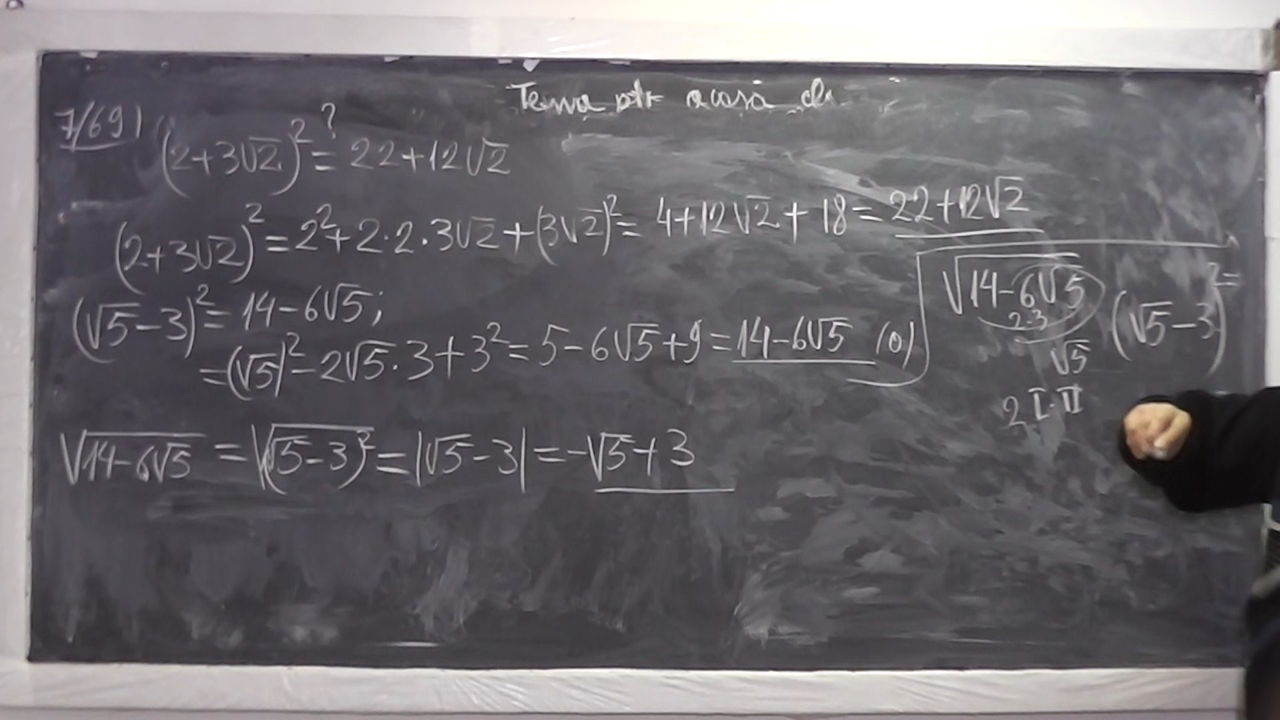 Tema ptr acasă
7/69)
(2+3√2)² ?= 22+12√2
(2+3√2)² = 2²+2·2·3√2+(3√2)² = 4+12√2+18 = 22+12√2
(√5-3)² = 14-6√5;
= (√5)²-2√5·3+3² = 5-6√5+9 = 14-6√5
√14-6√5 = √(√5-3)² = |√5-3| = -√5+3
√14-6√5
2·3
√5
(√5-3)² =
2 I·II